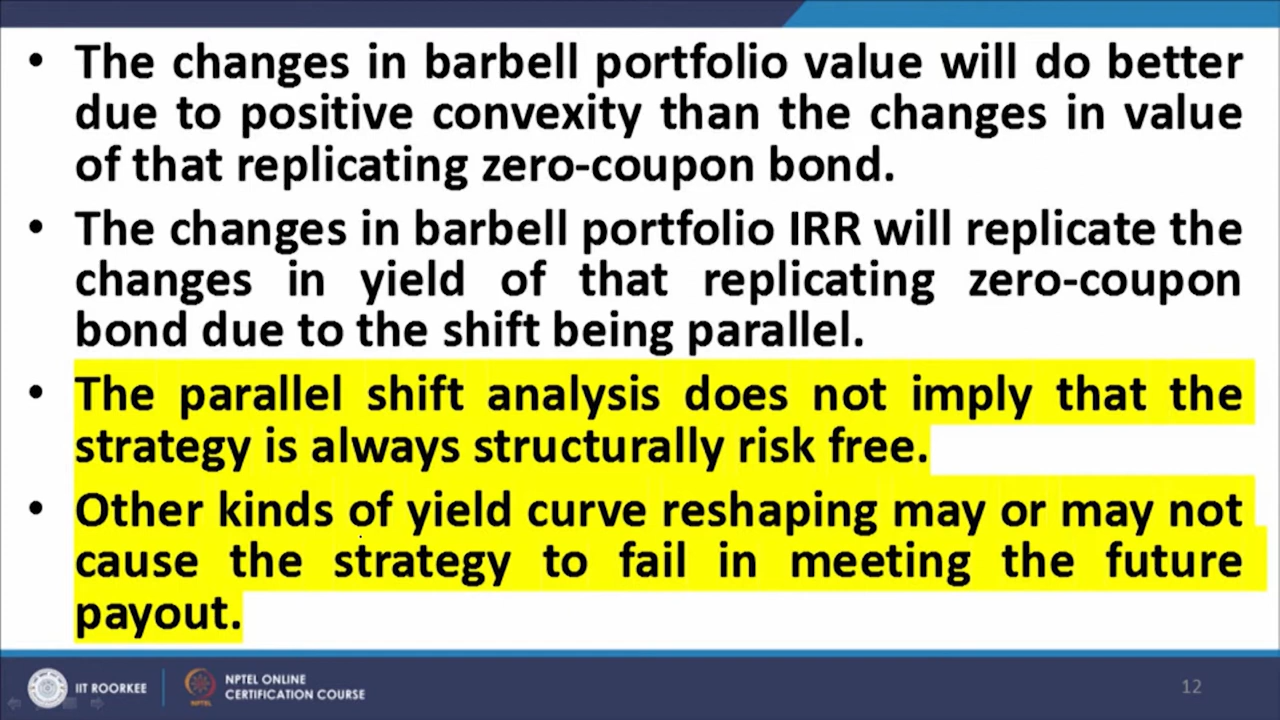 • The changes in barbell portfolio value will do better
due to positive convexity than the changes in value
of that replicating zero-coupon bond.
• The changes in barbell portfolio IRR will replicate the
changes in yield of that replicating zero-coupon
bond due to the shift being parallel.
• The parallel shift analysis does not imply that the
strategy is always structurally risk free.
• Other kinds of yield curve reshaping may or may not
cause the strategy to fail in meeting the future
payout.
IIT ROORKEE
NPTEL
NPTEL ONLINE
CERTIFICATION COURSE
12